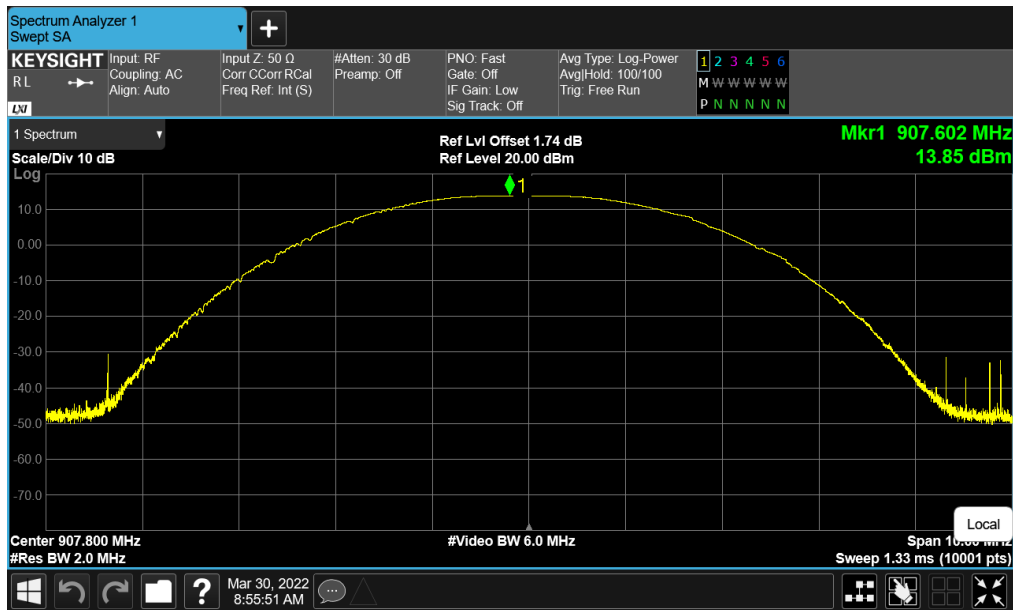 Spectrum Analyzer 1
Swept SA
KEYSIGHT
RL
LXI
Input: RF
Coupling: AC
Align: Auto
Input Z: 50 Ω
Corr CCorr RCal
Freq Ref: Int (S)
#Atten: 30 dB
Preamp: Off
PNO: Fast
Gate: Off
IF Gain: Low
Sig Track: Off
Avg Type: Log-Power
Avg|Hold: 100/100
Trig: Free Run
1 2 3 4 5 6
M W W W W W
P N N N N N
1 Spectrum
Scale/Div 10 dB
Ref Lvl Offset 1.74 dB
Ref Level 20.00 dBm
Mkr1 907.602 MHz
13.85 dBm
Log
1
10.0
0.00
-10.0
-20.0
-30.0
-40.0
-50.0
-60.0
-70.0
Local
Center 907.800 MHz
#Video BW 6.0 MHz
Span 10.00 MHz
#Res BW 2.0 MHz
Sweep 1.33 ms (10001 pts)
?
Mar 30, 2022
8:55:51 AM